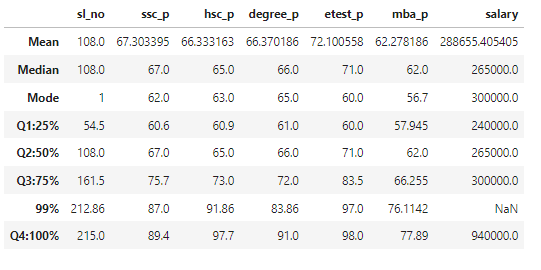 sl_no ssc_p hsc_p degree_p etest_p mba_p salary
Mean 108.0 67.303395 66.333163 66.370186 72.100558 62.278186 288655.405405
Median 108.0 67.0 65.0 66.0 71.0 62.0 265000.0
Mode 1 62.0 63.0 65.0 60.0 56.7 300000.0
Q1:25% 54.5 60.6 60.9 61.0 60.0 57.945 240000.0
Q2:50% 108.0 67.0 65.0 66.0 71.0 62.0 265000.0
Q3:75% 161.5 75.7 73.0 72.0 83.5 66.255 300000.0
99% 212.86 87.0 91.86 83.86 97.0 76.1142 NaN
Q4:100% 215.0 89.4 97.7 91.0 98.0 77.89 940000.0